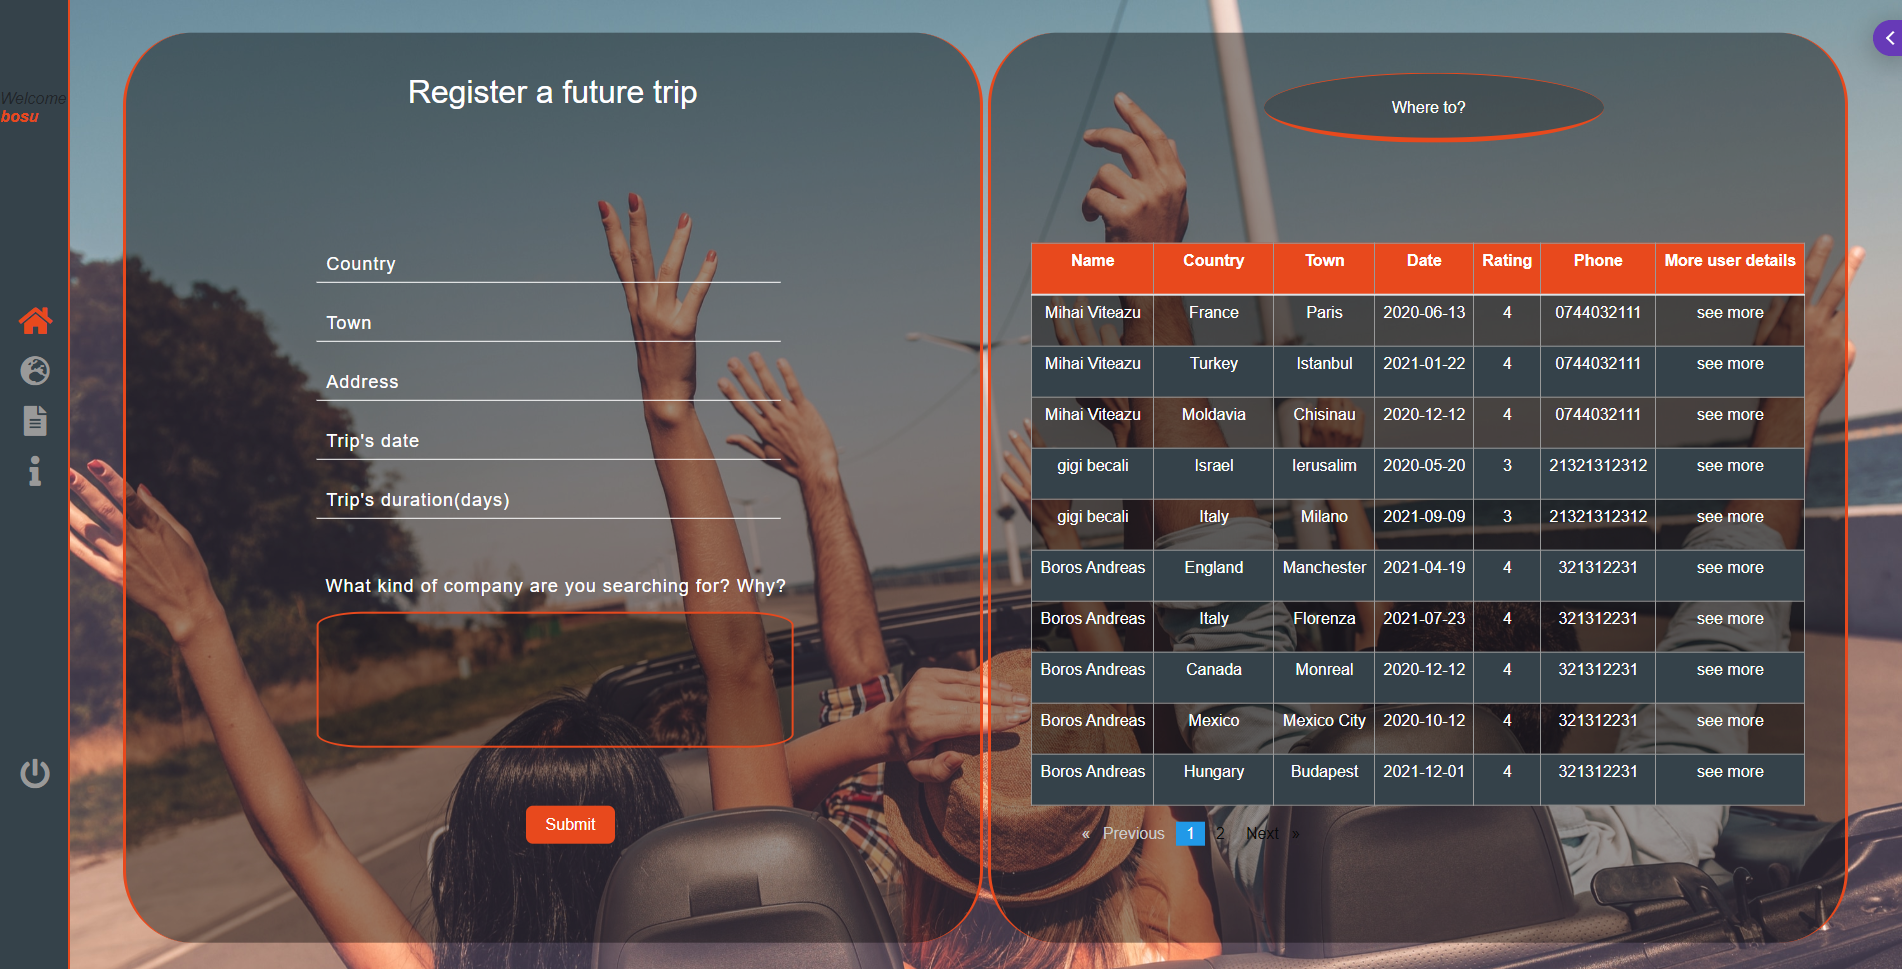 Welcome
bosu
Register a future trip
Country
Town
Address
Trip's date
Trip's duration(days)
What kind of company are you searching for? Why?
Submit
Where to?
Name Country Town Date Rating Phone More user details
Mihai Viteazu France Paris 2020-06-13 4 0744032111 see more
Mihai Viteazu Turkey Istanbul 2021-01-22 4 0744032111 see more
Mihai Viteazu Moldavia Chisinau 2020-12-12 4 0744032111 see more
gigi becali Israel Ierusalim 2020-05-20 3 21321312312 see more
gigi becali Italy Milano 2021-09-09 3 21321312312 see more
Boros Andreas England Manchester 2021-04-19 4 321312231 see more
Boros Andreas Italy Florenza 2021-07-23 4 321312231 see more
Boros Andreas Canada Monreal 2020-12-12 4 321312231 see more
Boros Andreas Mexico Mexico City 2020-10-12 4 321312231 see more
Boros Andreas Hungary Budapest 2021-12-01 4 321312231 see more
« Previous 1 2 Next »